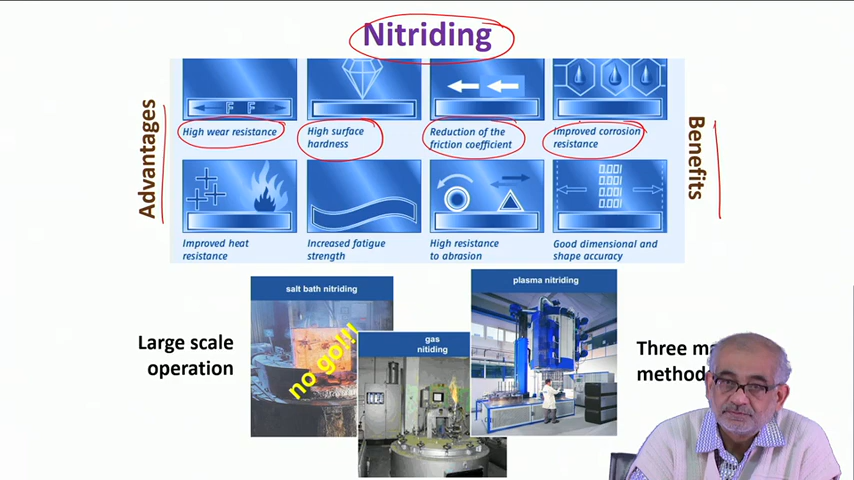 Nitriding
Advantages
F F
High wear resistance
High surface
hardness
Reduction of the
friction coefficient
Improved corrosion
resistance
Benefits
0.001
0.001
0.001
0.001
Improved heat
resistance
Increased fatigue
strength
High resistance
to abrasion
Good dimensional and
shape accuracy
Large scale
operation
salt bath nitriding
no go!!!
gas
nitiding
plasma nitriding
Three